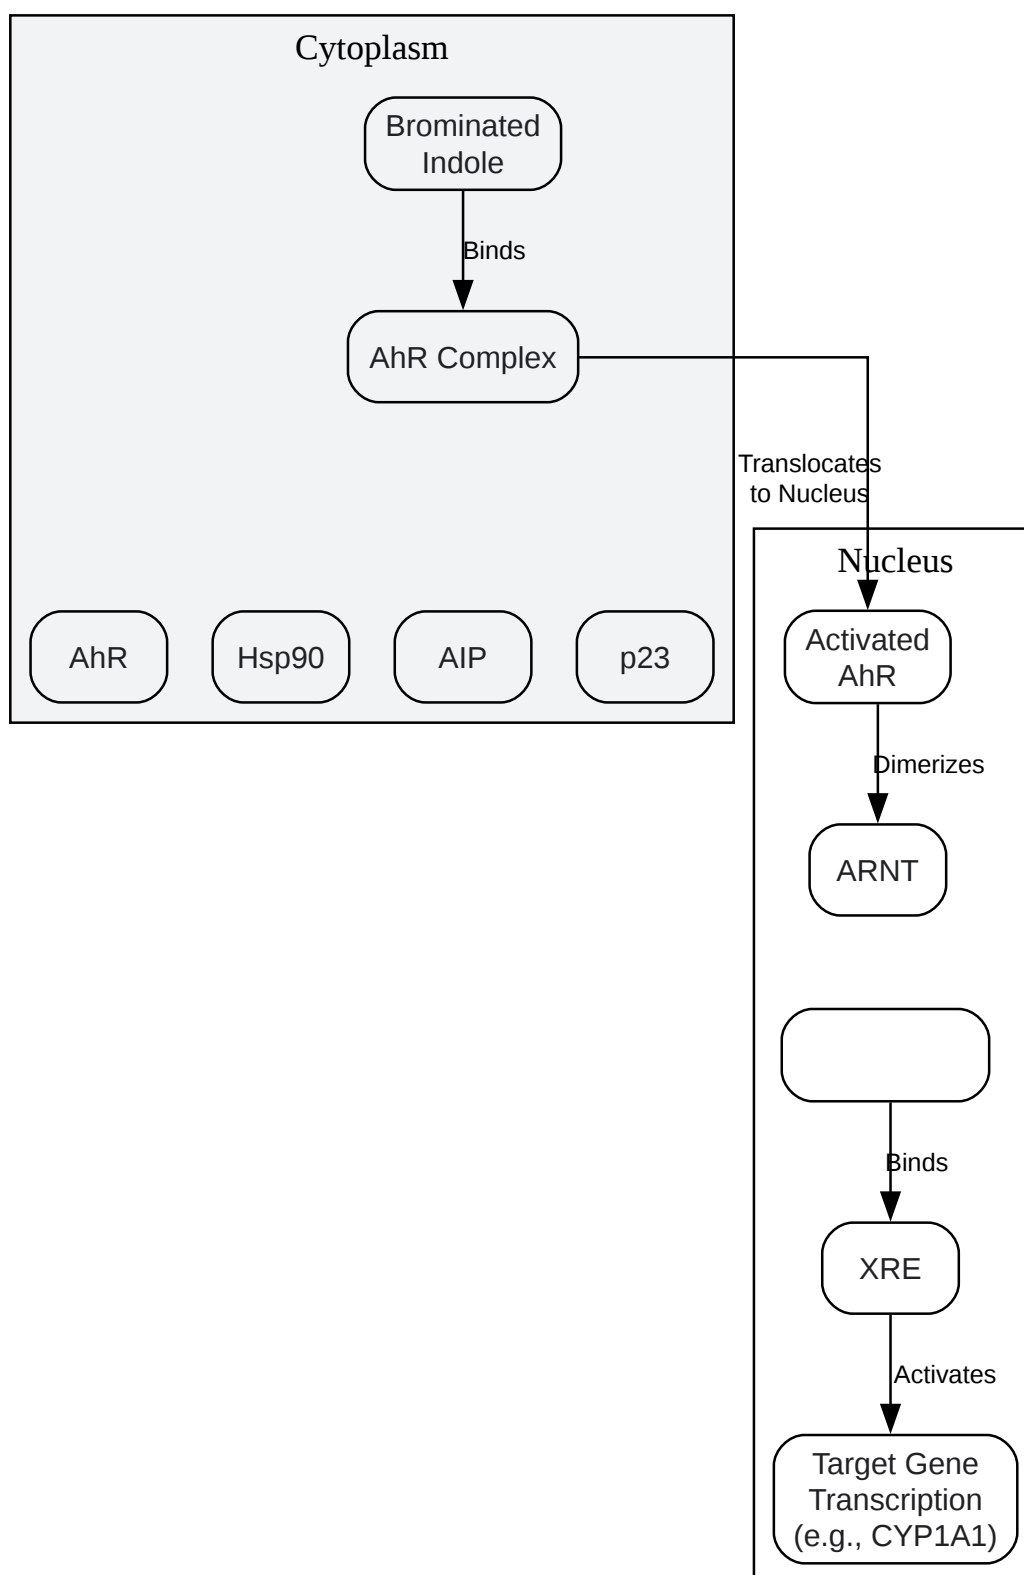 Cytoplasm
Brominated
Indole
Binds
AhR Complex
Translocates
to Nucleus
Nucleus
AhR
Hsp90
AIP
p23
Activated
AhR
Dimerizes
ARNT
Binds
XRE
Activates
Target Gene
Transcription
(e.g., CYP1A1)